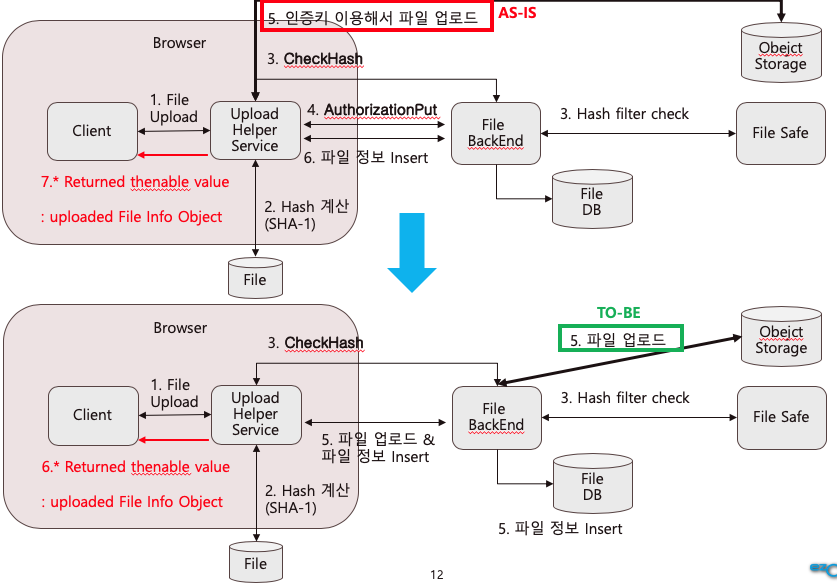 5. 인증키 이용해서 파일 업로드
AS-IS
Obejct
Storage
Browser
3. CheckHash
1. File
Upload
Client
Upload
Helper
Service
4. AuthorizationPut
6. 파일 정보 Insert
File
BackEnd
3. Hash filter check
File Safe
7.* Returned thenable value
: uploaded File Info Object
2. Hash 계산
(SHA-1)
File
DB
File
TO-BE
5. 파일 업로드
Obejct
Storage
Browser
3. CheckHash
1. File
Upload
Client
Upload
Helper
Service
5. 파일 업로드 &
파일 정보 Insert
File
BackEnd
3. Hash filter check
File Safe
6.* Returned thenable value
: uploaded File Info Object
2. Hash 계산
(SHA-1)
File
DB
5. 파일 정보 Insert
File
12